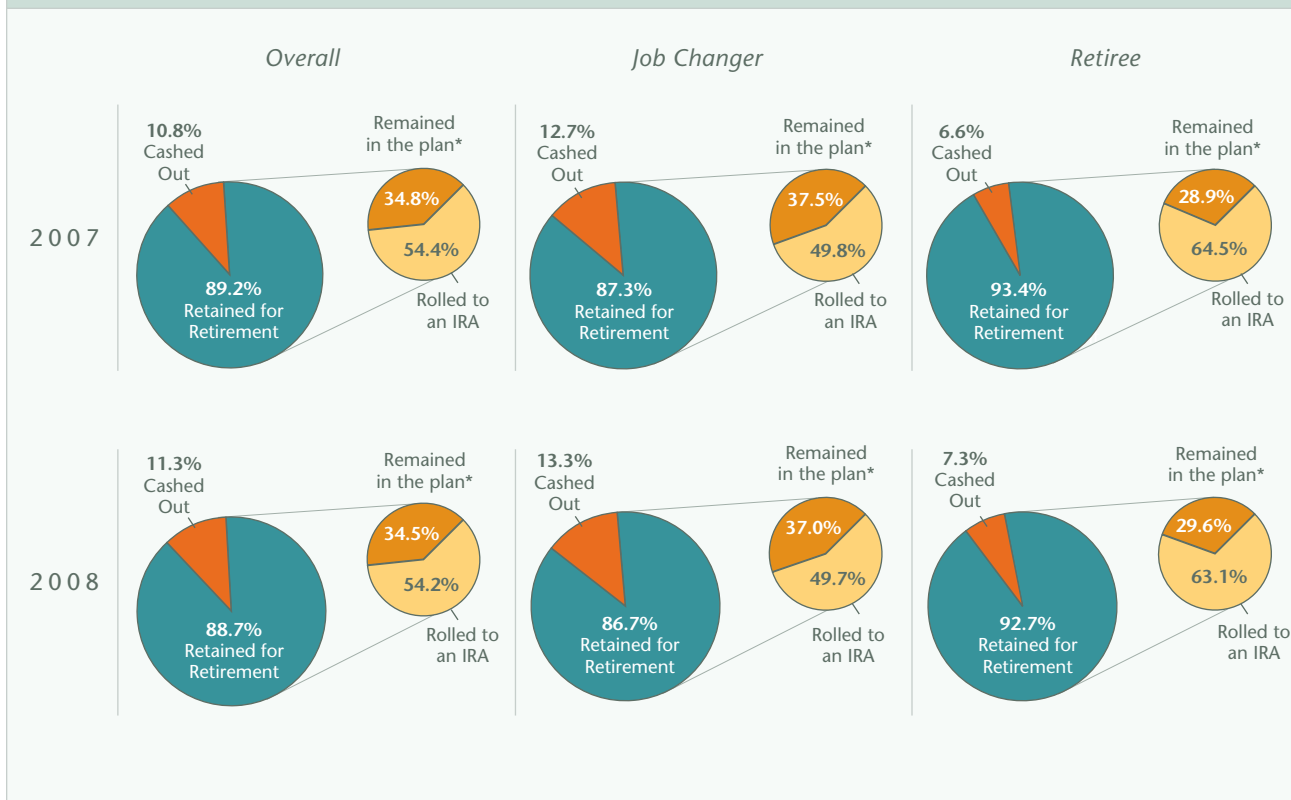 Overall
Job Changer
Retiree
2007
10.8%
Cashed
Out
89.2%
Retained for
Retirement
Remained
in the plan*
34.8%
54.4%
Rolled to
an IRA
12.7%
Cashed
Out
87.3%
Retained for
Retirement
Remained
in the plan*
37.5%
49.8%
Rolled to
an IRA
6.6%
Cashed
Out
93.4%
Retained for
Retirement
Remained
in the plan*
28.9%
64.5%
Rolled to
an IRA
2008
11.3%
Cashed
Out
88.7%
Retained for
Retirement
Remained
in the plan*
34.5%
54.2%
Rolled to
an IRA
13.3%
Cashed
Out
86.7%
Retained for
Retirement
Remained
in the plan*
37.0%
49.7%
Rolled to
an IRA
7.3%
Cashed
Out
92.7%
Retained for
Retirement
Remained
in the plan*
29.6%
63.1%
Rolled to
an IRA